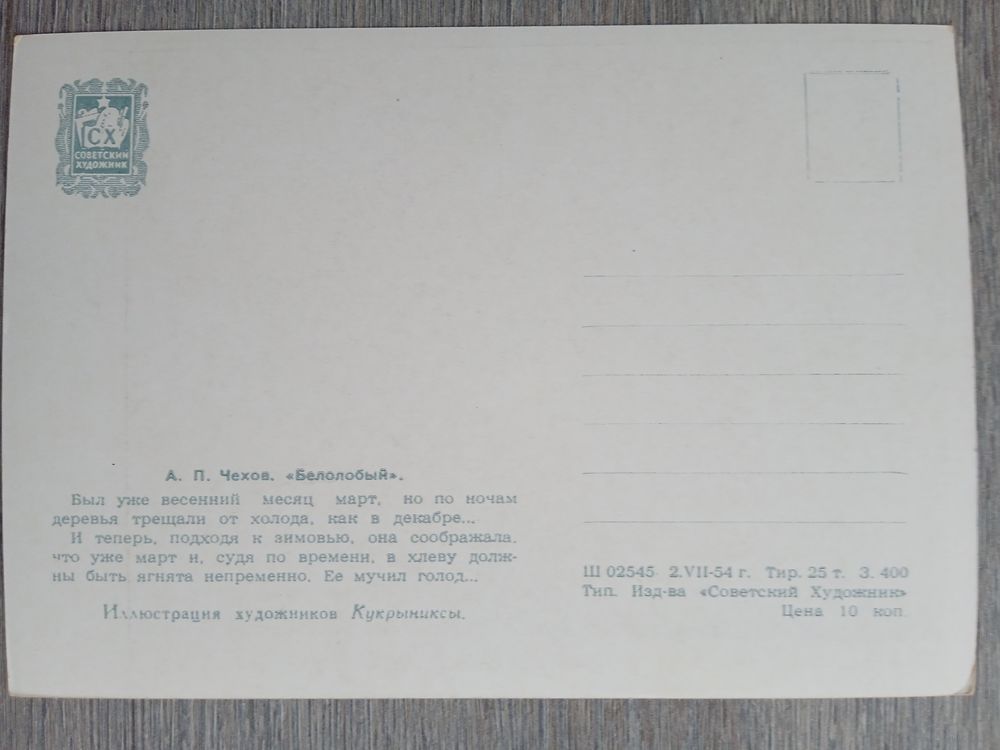 СХ
СОВЕТСКИЙ
ХУДОЖНИК
А. П. Чехов. «Белолобый».
Был уже весенний месяц март, но по ночам
деревья трещали от холода, как в декабре...
И теперь, подходя к зимовью, она соображала,
что уже март и, судя по времени, в хлеву долж-
ны быть ягнята непременно. Ее мучил голод...
Иллюстрация художников Кукрыниксы.
Ш 02545 2.VII-54 г. Тир. 25 т. З. 400
Тип. Изд-ва «Советский Художник»
Цена 10 коп.